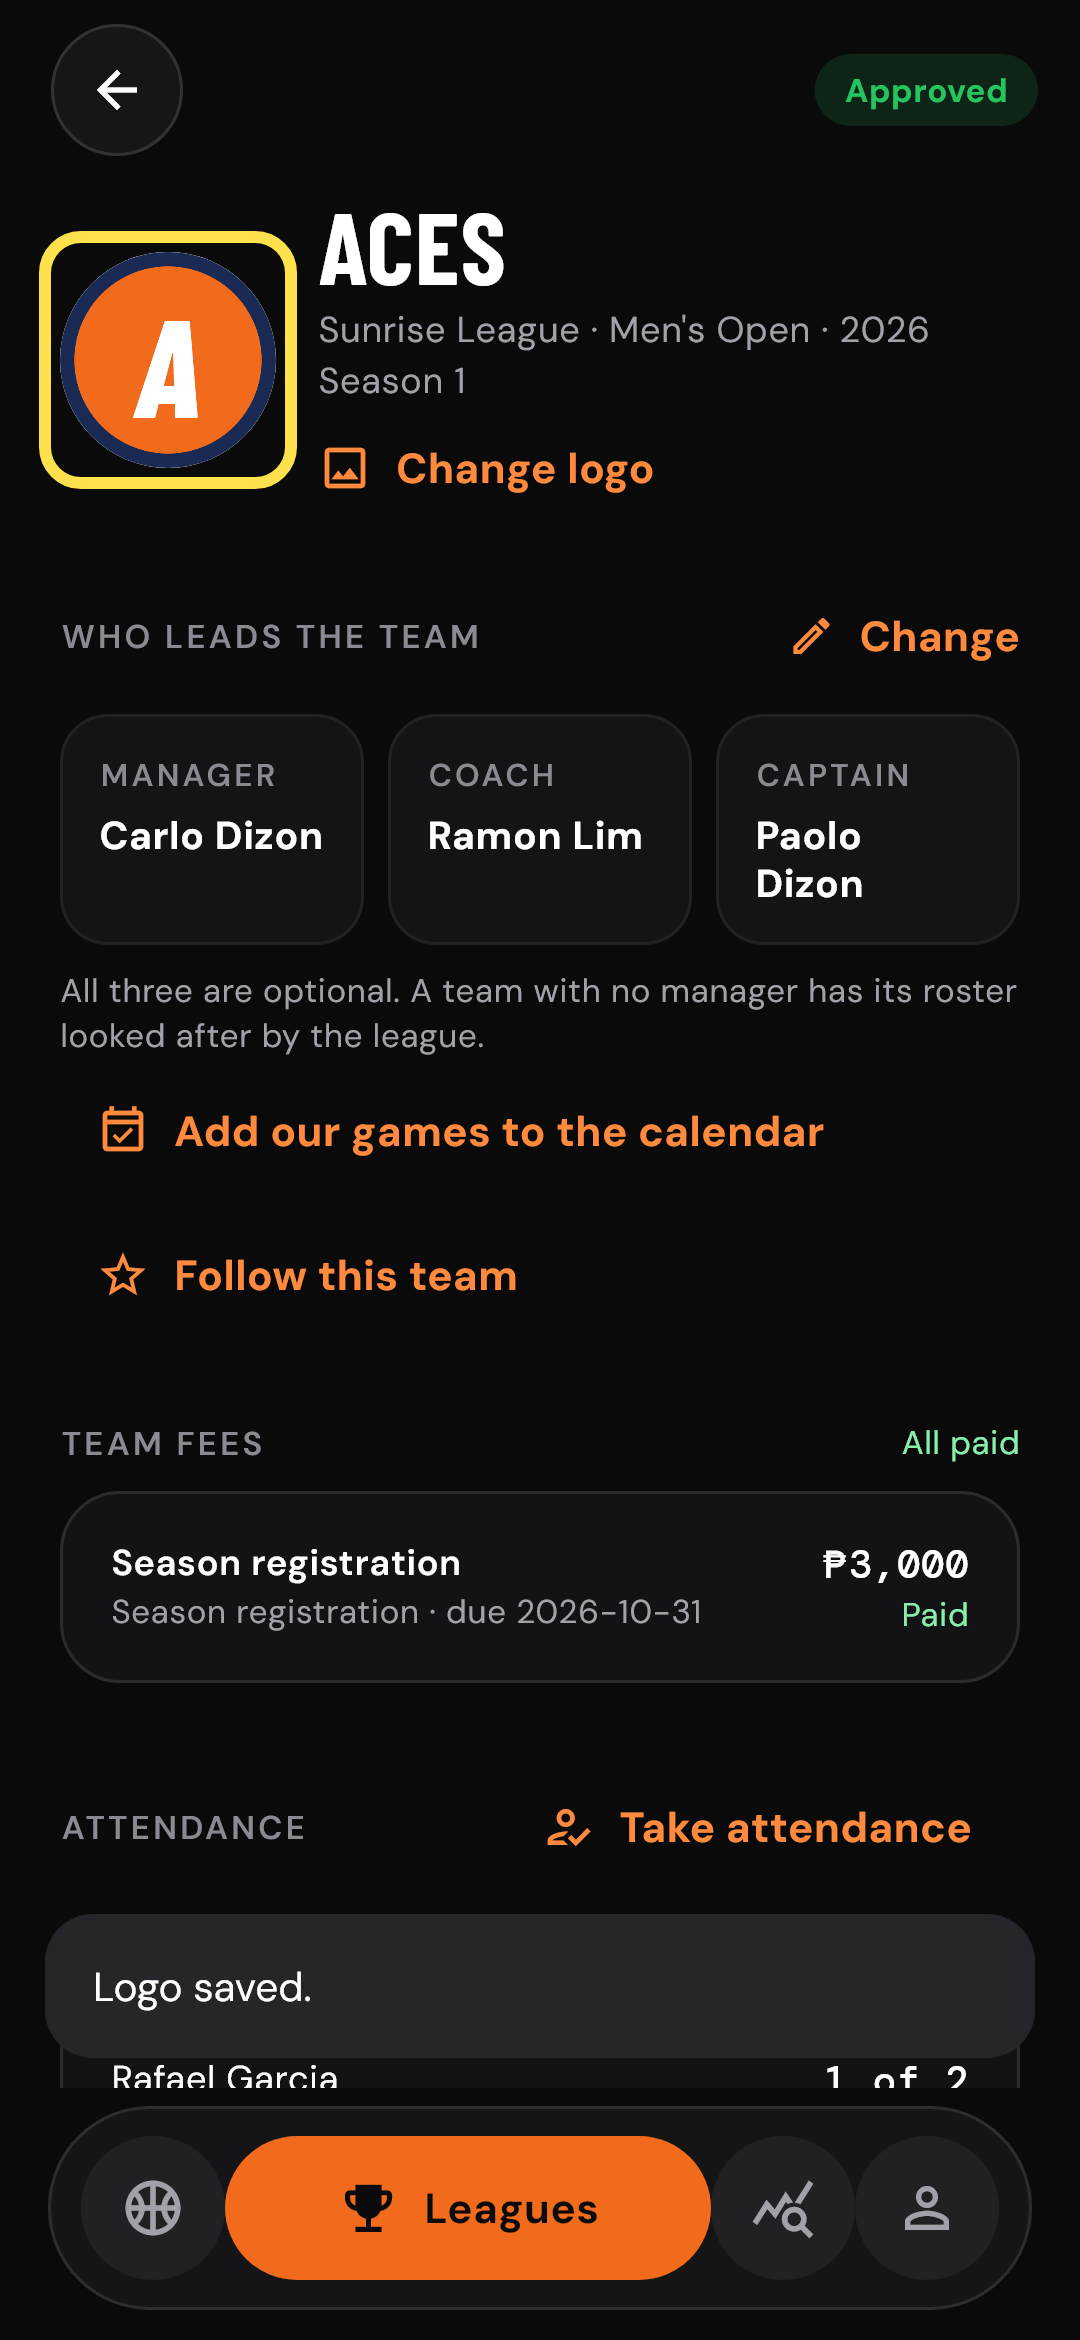 Approved
ACES
A
Sunrise League · Men's Open · 2026
Season 1
Change logo
WHO LEADS THE TEAM
Change
MANAGER
Carlo Dizon
COACH
Ramon Lim
CAPTAIN
Paolo
Dizon
All three are optional. A team with no manager has its roster
looked after by the league.
Add our games to the calendar
Follow this team
TEAM FEES
All paid
Season registration
₱3,000
Season registration · due 2026-10-31
Paid
ATTENDANCE
Take attendance
Logo saved.
Rafael Garcia
1 of 2
Leagues